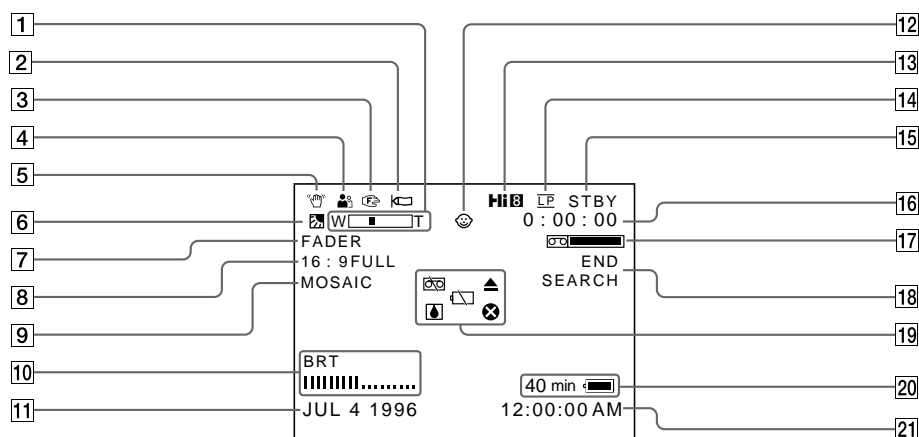 1
2
3
4
5
6
7
8
9
10
11
12
13
14
15
16
17
18
19
20
21
Hi8 LP STBY
W T 0:00:00
FADER
16:9FULL
END
SEARCH
MOSAIC
BRT
40 min
JUL 4 1996
12:00:00 AM